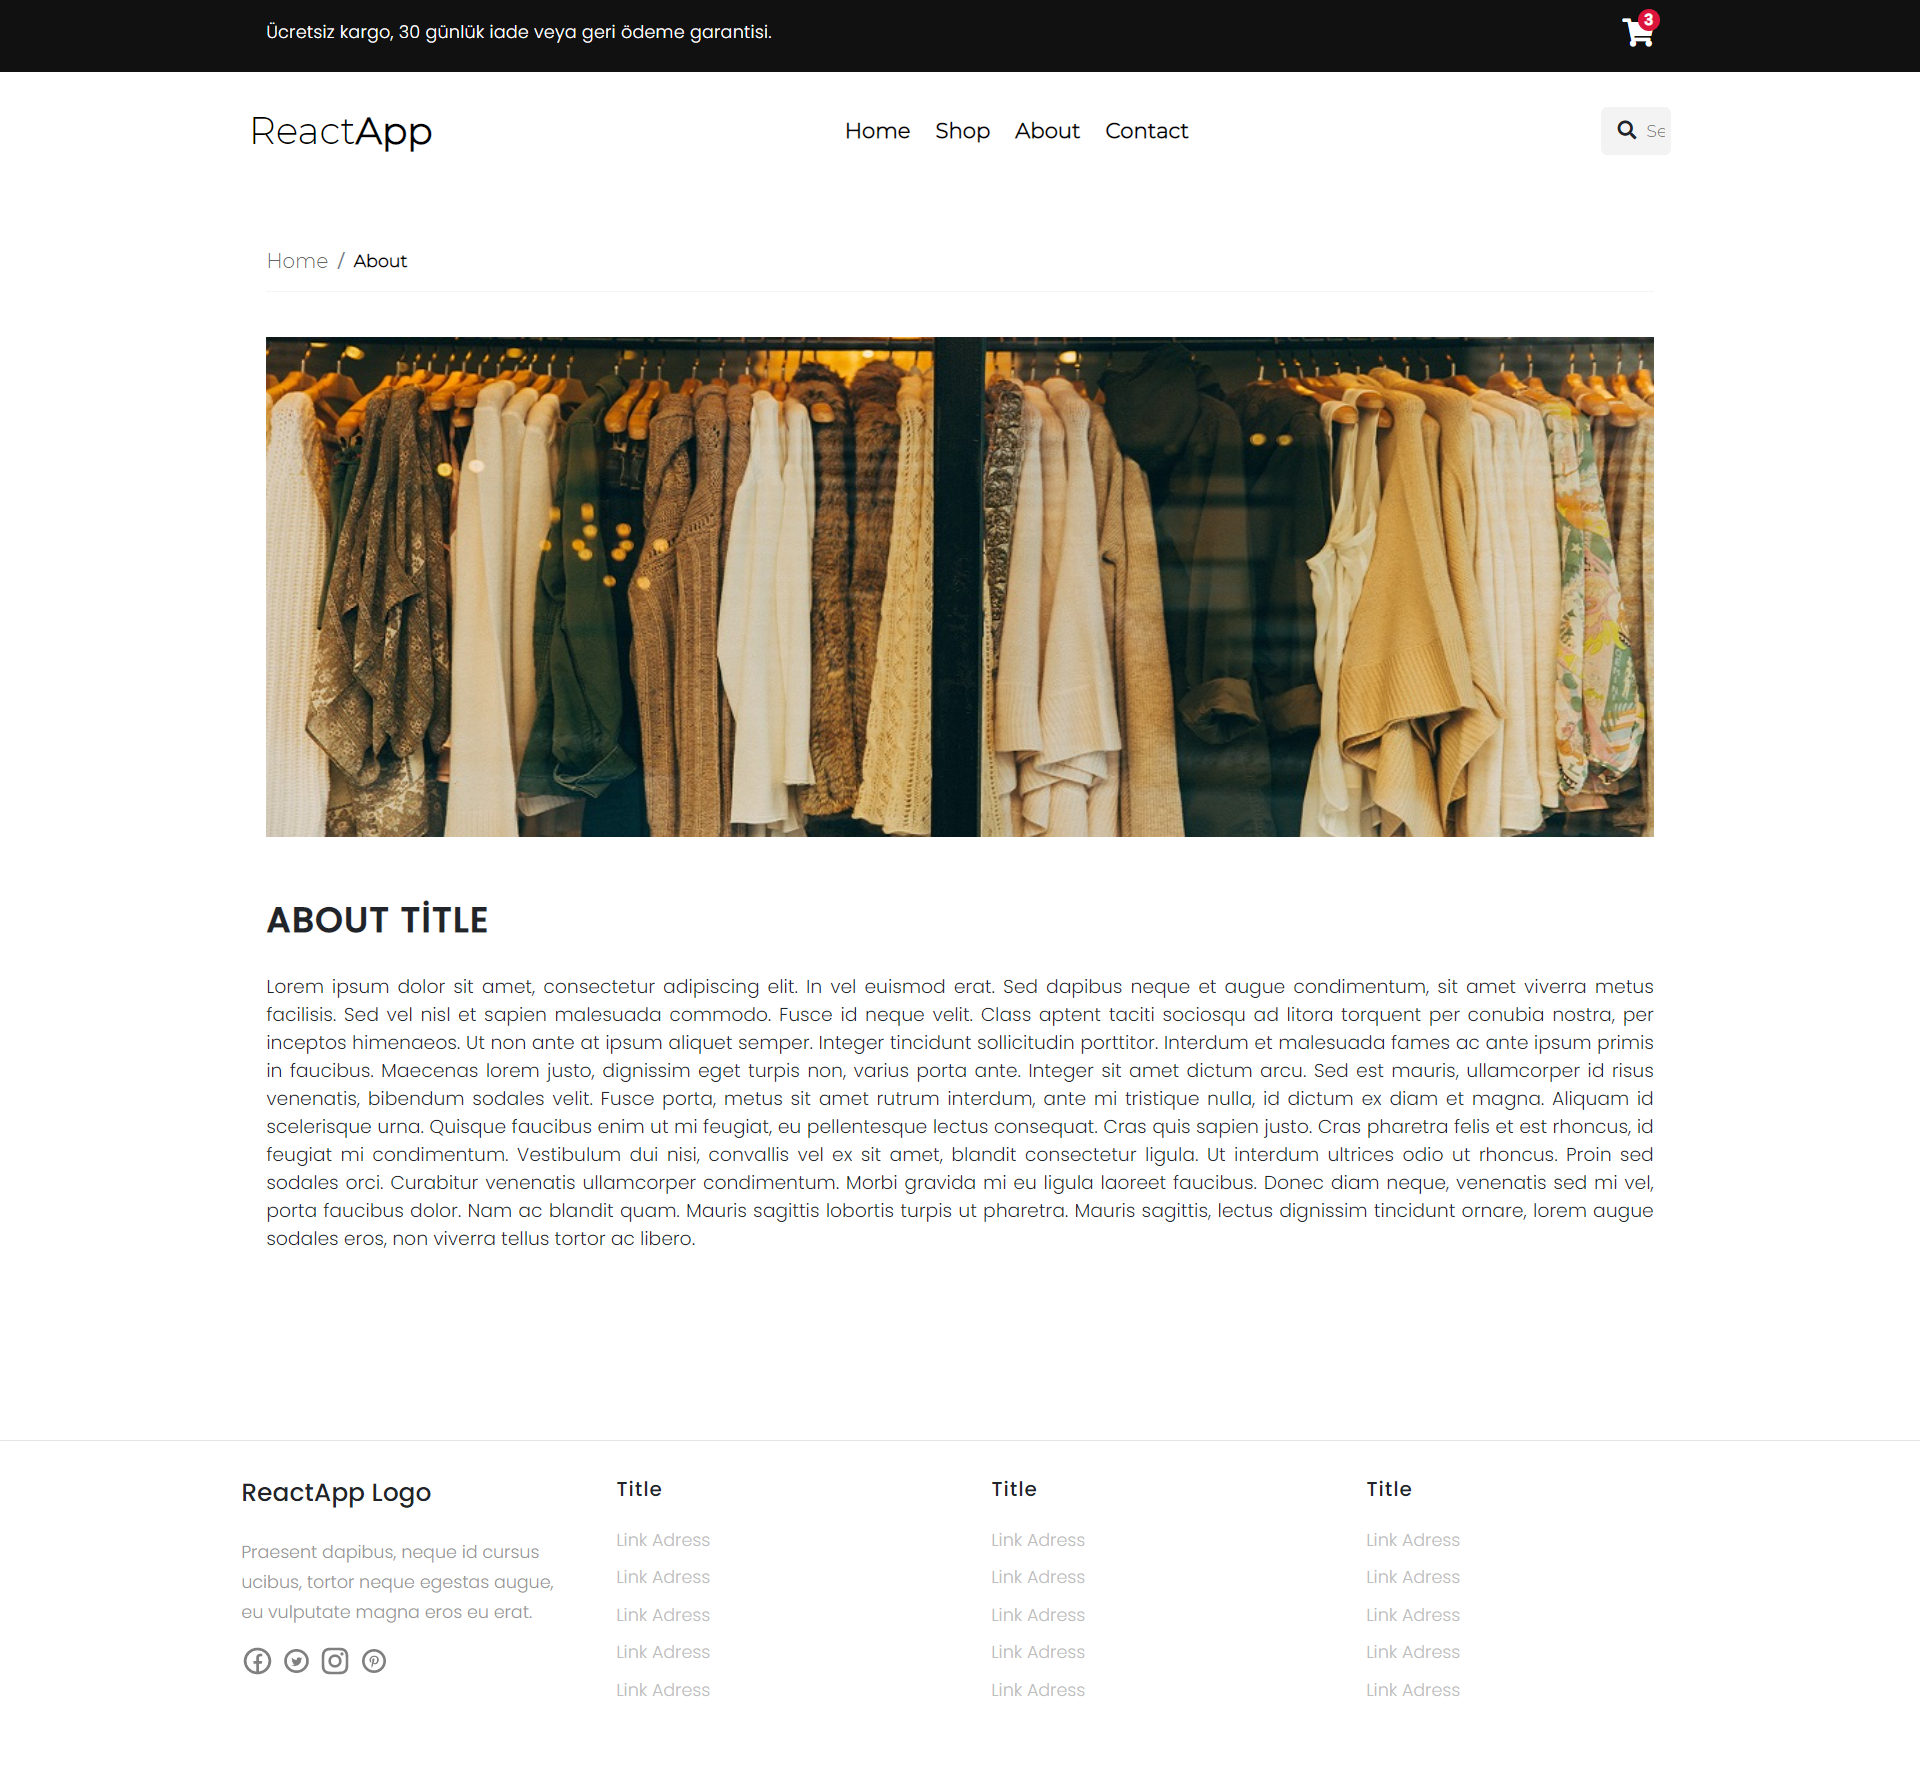 Ücretsiz kargo, 30 günlük iade veya geri ödeme garantisi.
3
ReactApp
Home Shop About Contact
Se
Home / About
ABOUT TİTLE
Lorem ipsum dolor sit amet, consectetur adipiscing elit. In vel euismod erat. Sed dapibus neque et augue condimentum, sit amet viverra metus
facilisis. Sed vel nisl et sapien malesuada commodo. Fusce id neque velit. Class aptent taciti sociosqu ad litora torquent per conubia nostra, per
inceptos himenaeos. Ut non ante at ipsum aliquet semper. Integer tincidunt sollicitudin porttitor. Interdum et malesuada fames ac ante ipsum primis
in faucibus. Maecenas lorem justo, dignissim eget turpis non, varius porta ante. Integer sit amet dictum arcu. Sed est mauris, ullamcorper id risus
venenatis, bibendum sodales velit. Fusce porta, metus sit amet rutrum interdum, ante mi tristique nulla, id dictum ex diam et magna. Aliquam id
scelerisque urna. Quisque faucibus enim ut mi feugiat, eu pellentesque lectus consequat. Cras quis sapien justo. Cras pharetra felis et est rhoncus, id
feugiat mi condimentum. Vestibulum dui nisi, convallis vel ex sit amet, blandit consectetur ligula. Ut interdum ultrices odio ut rhoncus. Proin sed
sodales orci. Curabitur venenatis ullamcorper condimentum. Morbi gravida mi eu ligula laoreet faucibus. Donec diam neque, venenatis sed mi vel,
porta faucibus dolor. Nam ac blandit quam. Mauris sagittis lobortis turpis ut pharetra. Mauris sagittis, lectus dignissim tincidunt ornare, lorem augue
sodales eros, non viverra tellus tortor ac libero.
ReactApp Logo
Praesent dapibus, neque id cursus
ucibus, tortor neque egestas augue,
eu vulputate magna eros eu erat.
Title
Link Adress
Link Adress
Link Adress
Link Adress
Link Adress
Title
Link Adress
Link Adress
Link Adress
Link Adress
Link Adress
Title
Link Adress
Link Adress
Link Adress
Link Adress
Link Adress